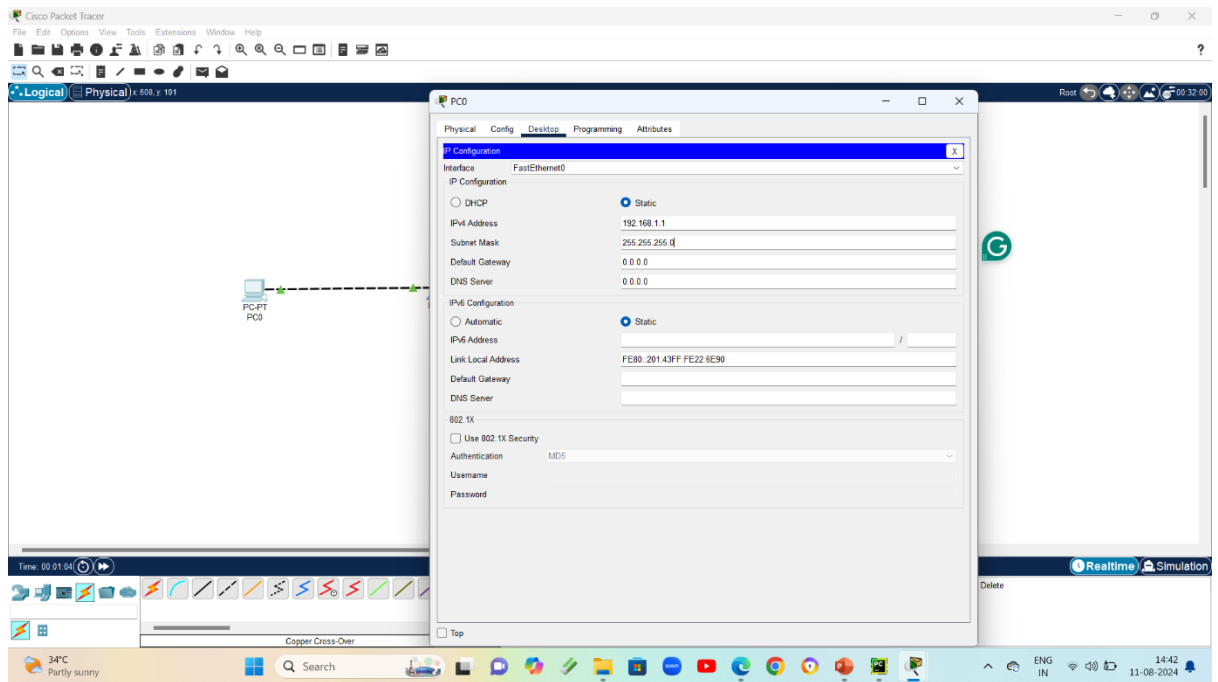 Cisco Packet Tracer
File Edit Options View Tools Extensions Window Help
?
Logical Physical x: 608, y: 191
Root 00:32:00
PC0
Physical Config Desktop Programming Attributes
IP Configuration X
Interface FastEthernet0
IP Configuration
DHCP Static
IPv4 Address 192.168.1.1
Subnet Mask 255.255.255.0
Default Gateway 0.0.0.0
DNS Server 0.0.0.0
IPv6 Configuration
Automatic Static
IPv6 Address /
Link Local Address FE80::201:43FF:FE22:6E90
Default Gateway
DNS Server
802.1X
Use 802.1X Security
Authentication MD5
Username
Password
Top
PC-PT
PC0
G
Time: 00:01:04
Realtime Simulation
Delete
Copper Cross-Over
34°C
Partly sunny
Search
zoom
ENG
IN
14:42
11-08-2024